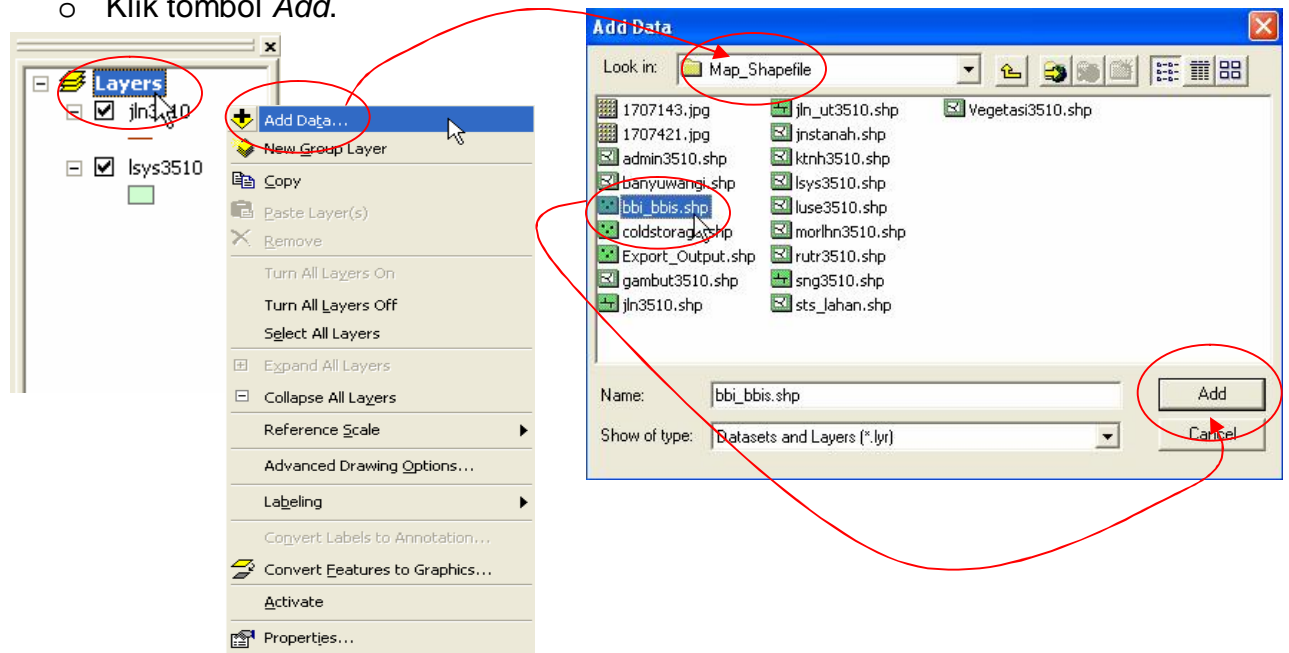 o Klik tombol Add.
Layers
jln3510
lsys3510
Add Data...
New Group Layer
Copy
Paste Layer(s)
Remove
Turn All Layers On
Turn All Layers Off
Select All Layers
Expand All Layers
Collapse All Layers
Reference Scale
Advanced Drawing Options...
Labeling
Convert Labels to Annotation...
Convert Features to Graphics...
Activate
Properties...
Add Data
Look in: Map_Shapefile
1707143.jpg
1707421.jpg
admin3510.shp
banyuwangi.shp
bbi_bbis.shp
coldstorage.shp
Export_Output.shp
gambut3510.shp
jln3510.shp
jln_ut3510.shp
jnstanah.shp
ktnh3510.shp
lsys3510.shp
luse3510.shp
morlhn3510.shp
rutr3510.shp
sng3510.shp
sts_lahan.shp
Vegetasi3510.shp
Name: bbi_bbis.shp
Add
Show of type: Datasets and Layers (*.lyr)
Cancel